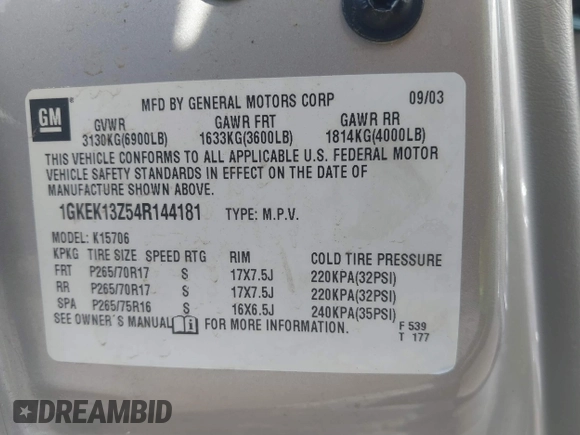 GM
MFD BY GENERAL MOTORS CORP 09/03
GVWR GAWR FRT GAWR RR
3130KG(6900LB) 1633KG(3600LB) 1814KG(4000LB)
THIS VEHICLE CONFORMS TO ALL APPLICABLE U.S. FEDERAL MOTOR
VEHICLE SAFETY STANDARDS IN EFFECT ON THE DATE OF
MANUFACTURE SHOWN ABOVE.
1GKEK13Z54R144181 TYPE: M.P.V.
MODEL: K15706
KPKG TIRE SIZE SPEED RTG RIM COLD TIRE PRESSURE
FRT P265/70R17 S 17X7.5J 220KPA(32PSI)
RR P265/70R17 S 17X7.5J 220KPA(32PSI)
SPA P265/75R16 S 16X6.5J 240KPA(35PSI)
SEE OWNER'S MANUAL FOR MORE INFORMATION.
F 539
T 177
DREAMBID